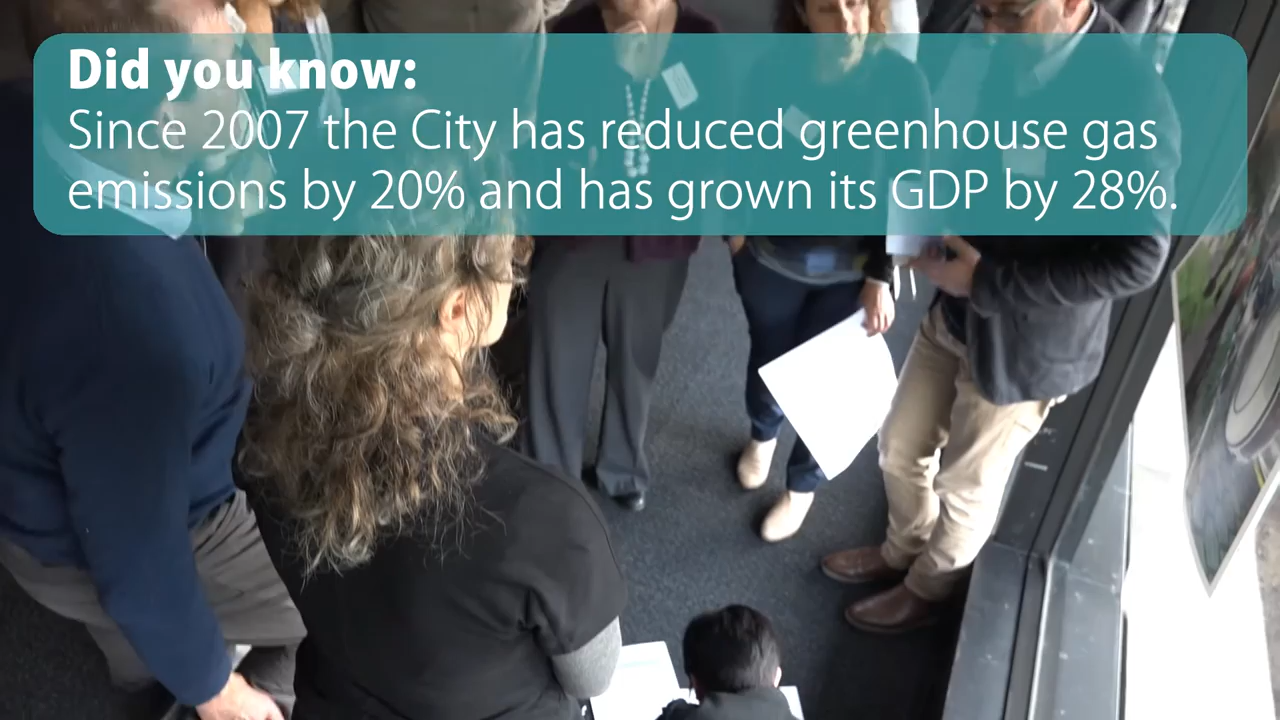 Did you know:
Since 2007 the City has reduced greenhouse gas
emissions by 20% and has grown its GDP by 28%.